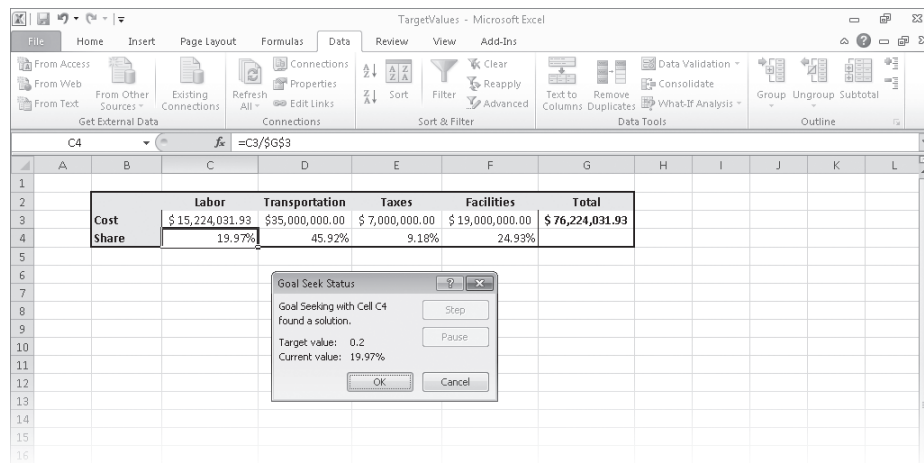 TargetValues - Microsoft Excel
File Home Insert Page Layout Formulas Data Review View Add-Ins
From Access
From Web
From Text
From Other Sources
Existing Connections
Get External Data
Refresh All
Connections
Properties
Edit Links
Connections
Sort
Filter
Clear
Reapply
Advanced
Sort & Filter
Text to Columns
Remove Duplicates
Data Validation
Consolidate
What-If Analysis
Data Tools
Group Ungroup Subtotal
Outline
C4 fx =C3/$G$3
A B C D E F G H I J K L
1
2 Labor Transportation Taxes Facilities Total
3 Cost $ 15,224,031.93 $35,000,000.00 $ 7,000,000.00 $ 19,000,000.00 $ 76,224,031.93
4 Share 19.97% 45.92% 9.18% 24.93%
5
6
7
8
9
10
11
12
13
14
15
16
Goal Seek Status
Goal Seeking with Cell C4
found a solution.
Target value: 0.2
Current value: 19.97%
Step
Pause
OK Cancel